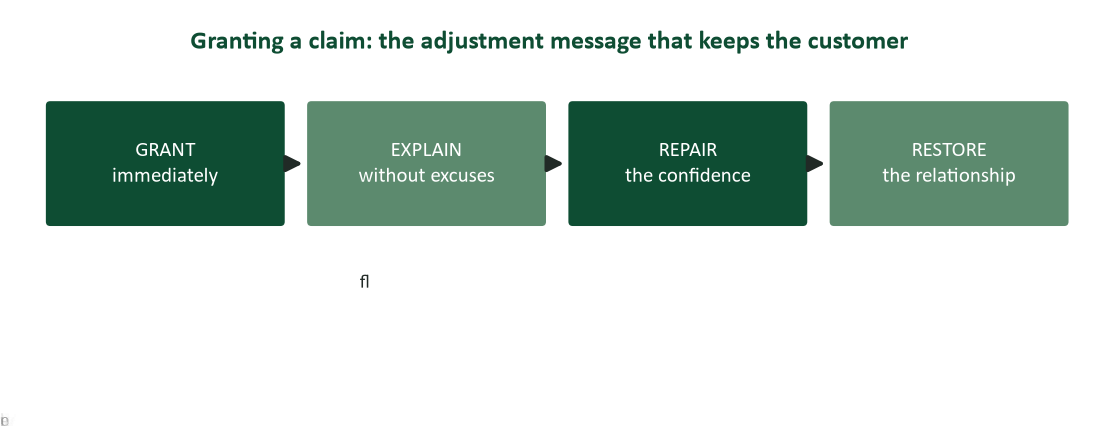 Granting a claim: the adjustment message that keeps the customer
GRANT
immediately
EXPLAIN
without excuses
REPAIR
the confidence
RESTORE
the relationship
fl